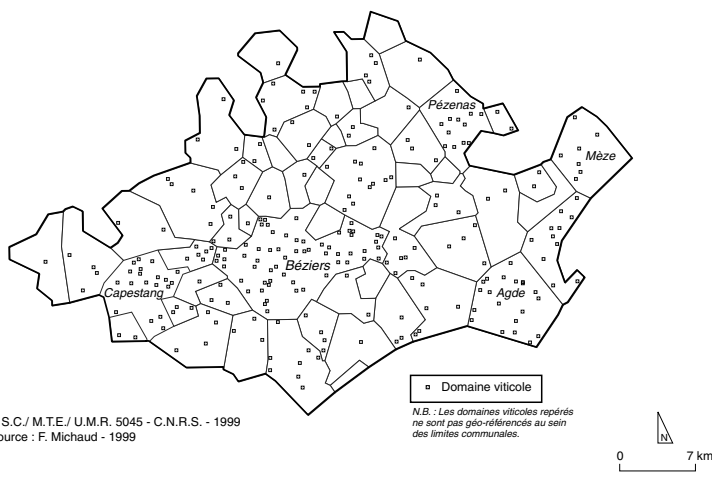 Pézenas
Mèze
Béziers
Capestang
Agde
Domaine viticole
N.B. : Les domaines viticoles repérés
ne sont pas géo-référencés au sein
des limites communales.
S.C./ M.T.E./ U.M.R. 5045 - C.N.R.S. - 1999
ource : F. Michaud - 1999
N
0 7 km